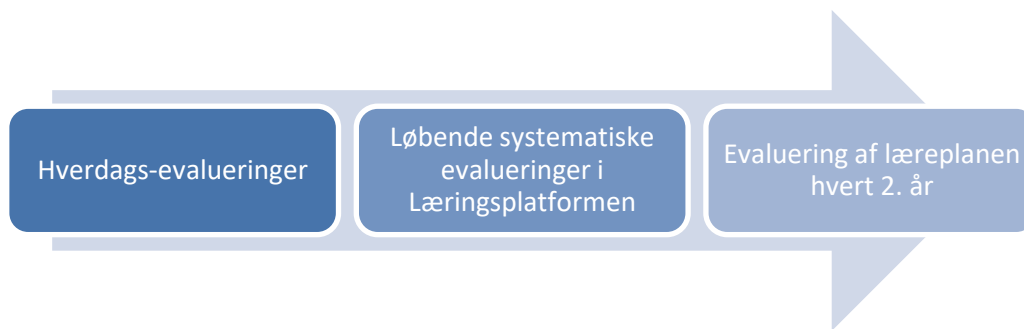 Hverdags-evalueringer
Løbende systematiske
evalueringer i
Læringsplatformen
Evaluering af læreplanen
hvert 2. år